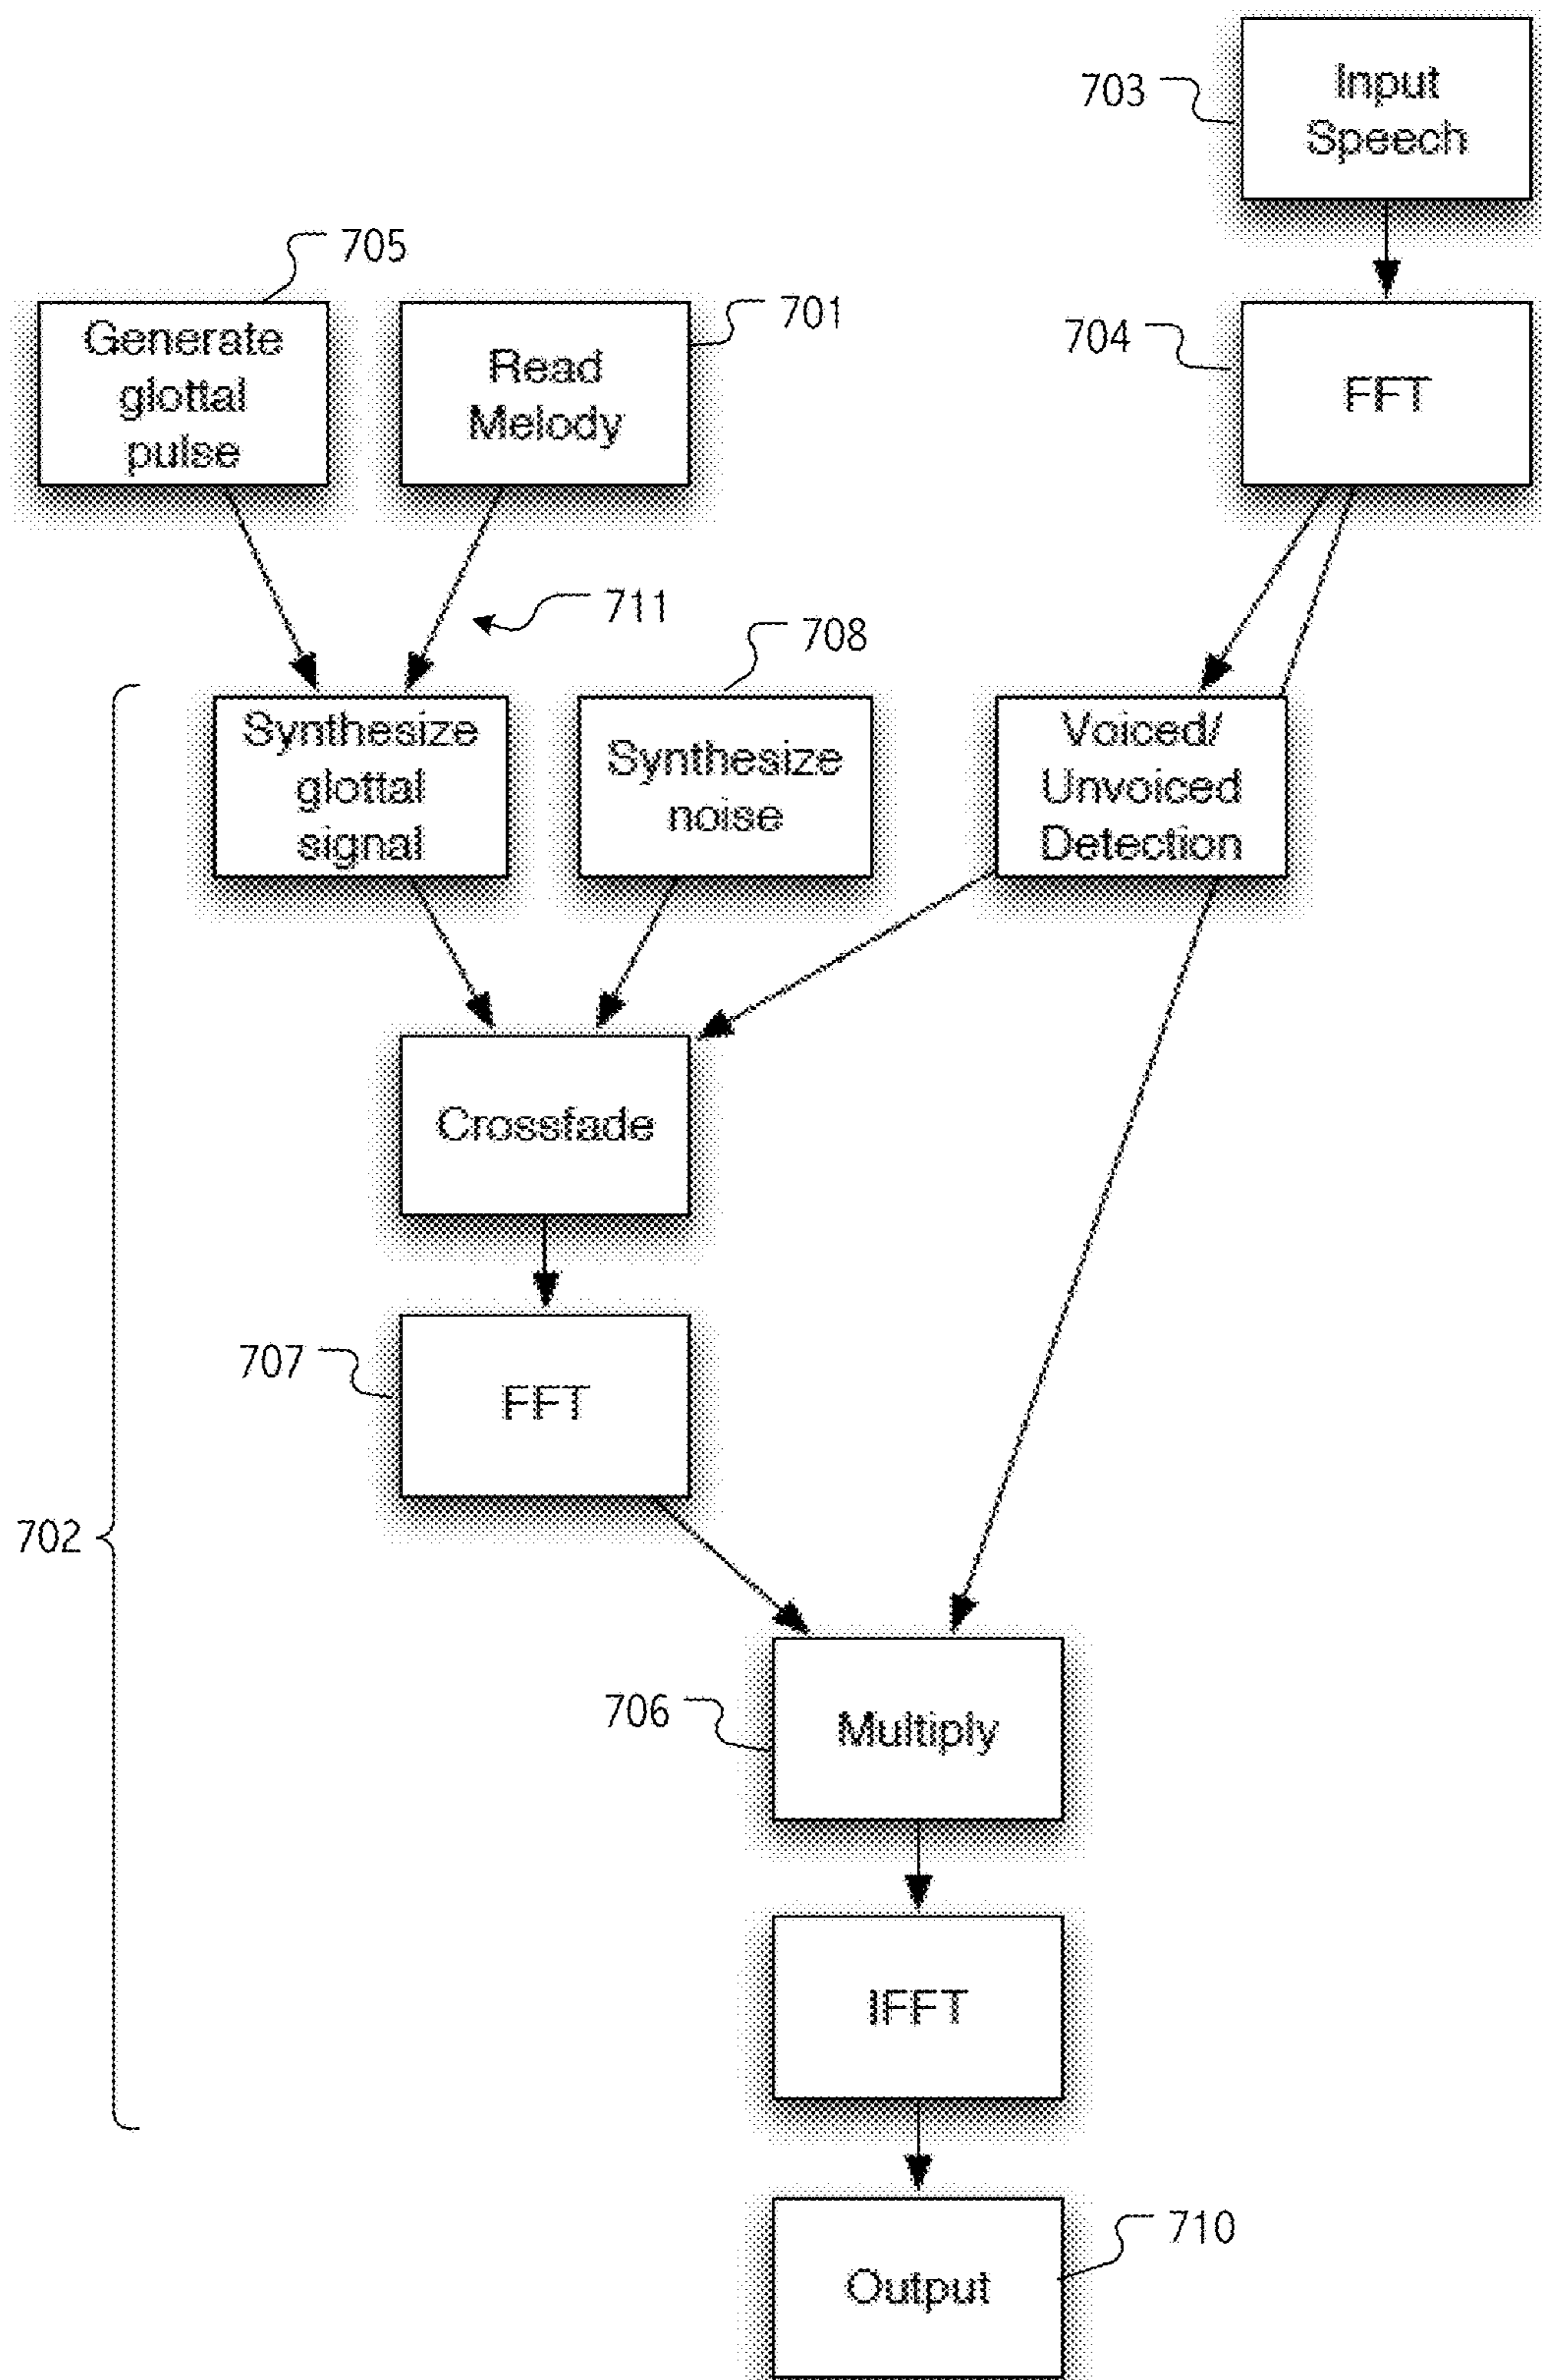 703
Input
Speech
705
701
704
Generate
glottal
pulse
Read
Melody
FFT
711
708
Synthesize
glottal
signal
Synthesize
noise
Voiced/
Unvoiced
Detection
Crossfade
707
FFT
702
706
Multiply
IFFT
710
Output